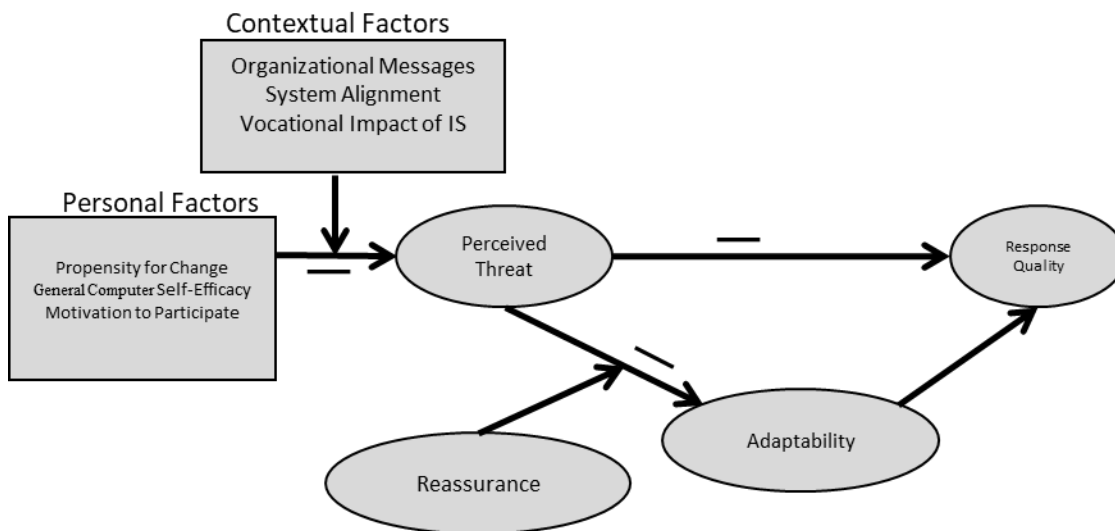 Contextual Factors
Organizational Messages
System Alignment
Vocational Impact of IS
Personal Factors
Propensity for Change
General Computer Self-Efficacy
Motivation to Participate
Perceived
Threat
Response
Quality
Adaptability
Reassurance